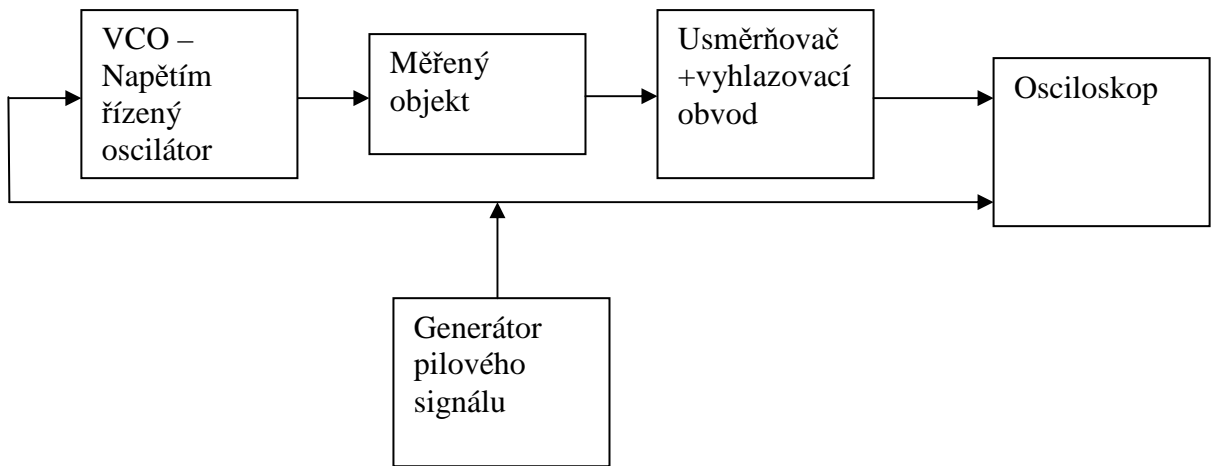 VCO –
Napětím
řízený
oscilátor
Měřený
objekt
Usměrňovač
+vyhlazovací
obvod
Osciloskop
Generátor
pilového
signálu